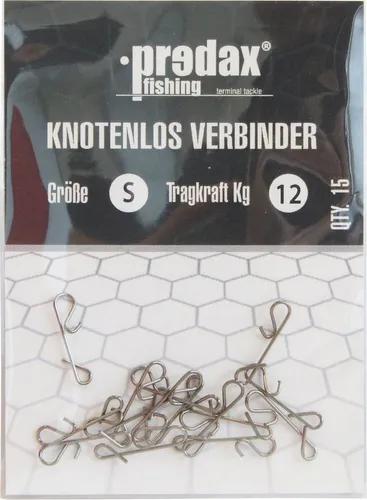 predax®
fishing terminal tackle
KNOTENLOS VERBINDER
Größe S Tragkraft Kg 12
QTY. 15